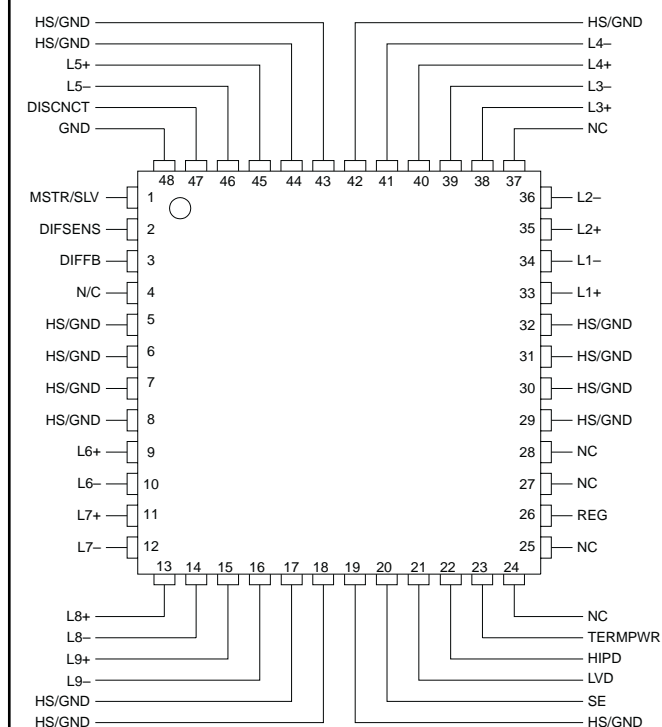 HS/GND
HS/GND
L5+
L5–
DISCNCT
GND
HS/GND
L4–
L4+
L3–
L3+
NC
48 47 46 45 44 43 42 41 40 39 38 37
MSTR/SLV 1 36 L2–
DIFSENS 2 35 L2+
DIFFB 3 34 L1–
N/C 4 33 L1+
HS/GND 5 32 HS/GND
HS/GND 6 31 HS/GND
HS/GND 7 30 HS/GND
HS/GND 8 29 HS/GND
L6+ 9 28 NC
L6– 10 27 NC
L7+ 11 26 REG
L7– 12 25 NC
13 14 15 16 17 18 19 20 21 22 23 24
L8+
L8–
L9+
L9–
HS/GND
HS/GND
NC
TERMPWR
HIPD
LVD
SE
HS/GND